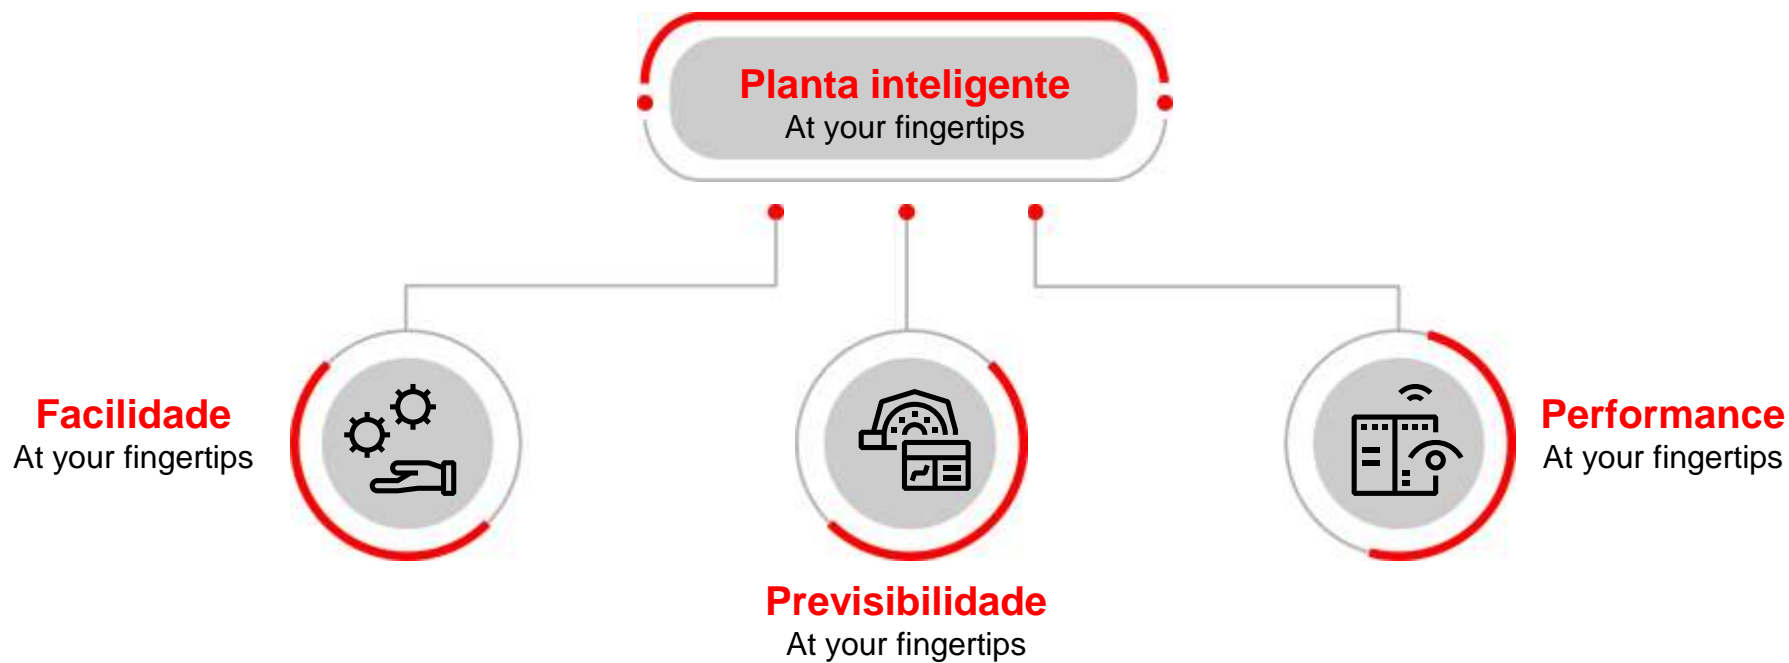 Planta inteligente
At your fingertips
Facilidade
At your fingertips
Previsibilidade
At your fingertips
Performance
At your fingertips